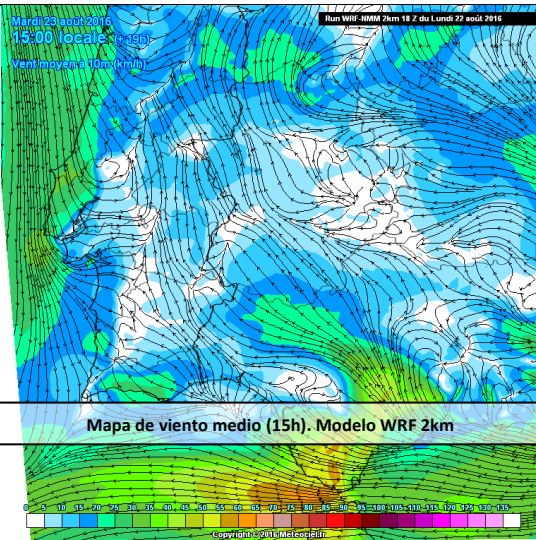 Mardi 23 août 2016
Run WRF-NMM 2km 18 Z du Lundi 22 août 2016
15:00 locale (+ 19h)
Vent moyen à 10m (km/h)
Mapa de viento medio (15h). Modelo WRF 2km
0 5 10 15 20 25 30 35 40 45 50 55 60 65 70 75 80 85 90 95 100 105 110 115 120 125 130 135
Copyright © 2016 Meteociel.fr